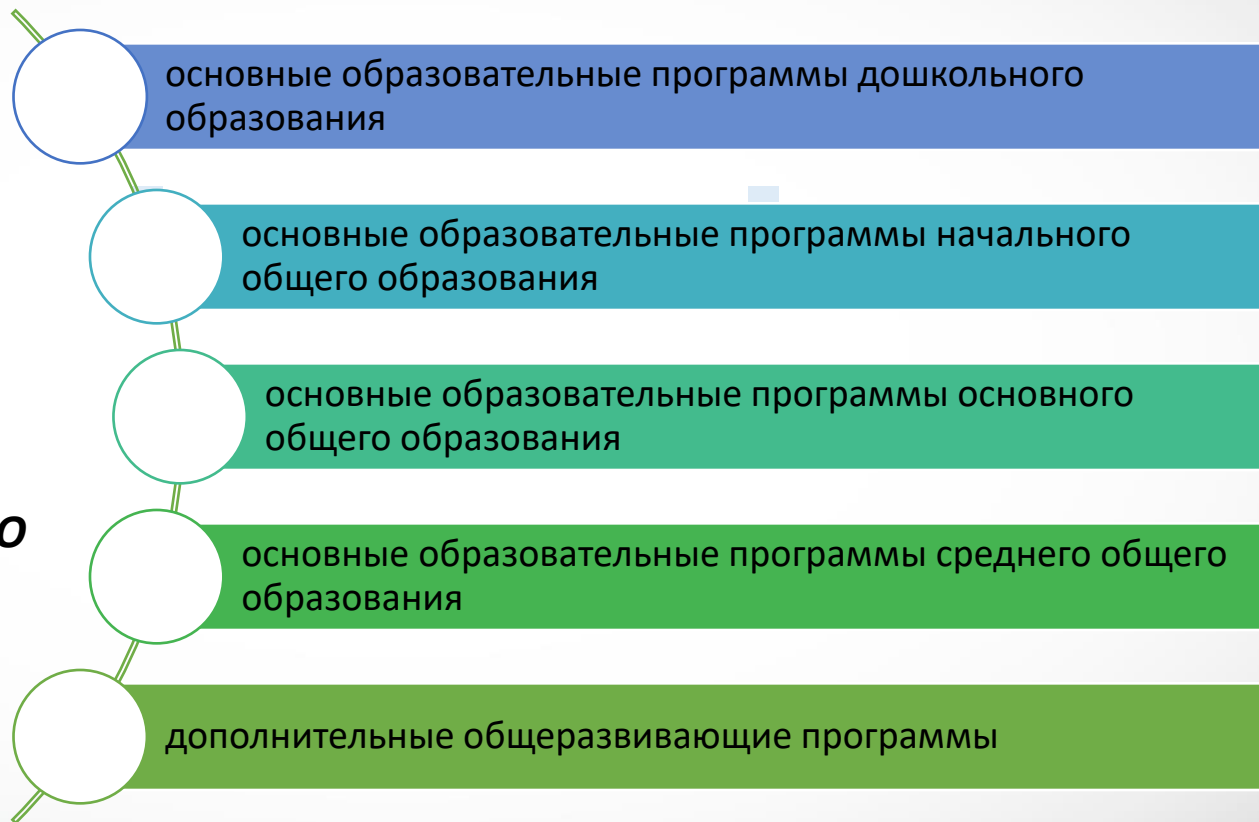 основные образовательные программы дошкольного
образования
основные образовательные программы начального
общего образования
основные образовательные программы основного
общего образования
о
основные образовательные программы среднего общего
образования
дополнительные общеразвивающие программы